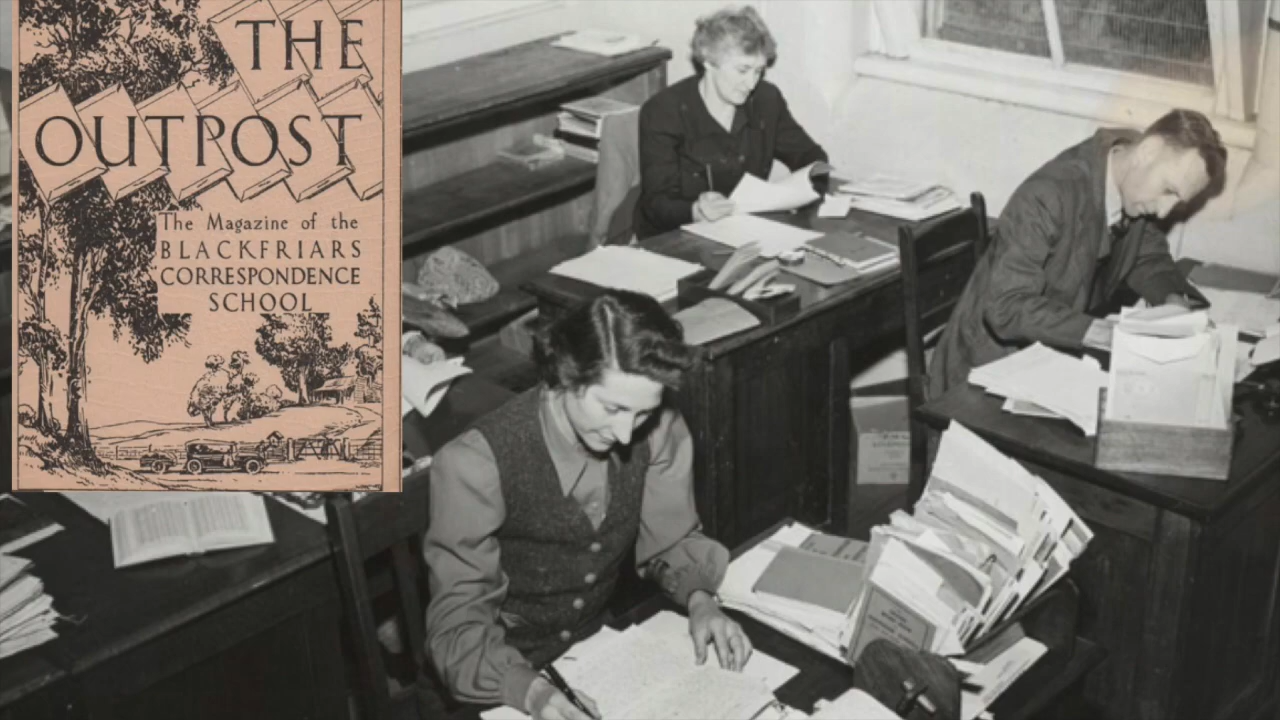 THE
OUTPOST
The Magazine of the
BLACKFRIARS
CORRESPONDENCE
SCHOOL